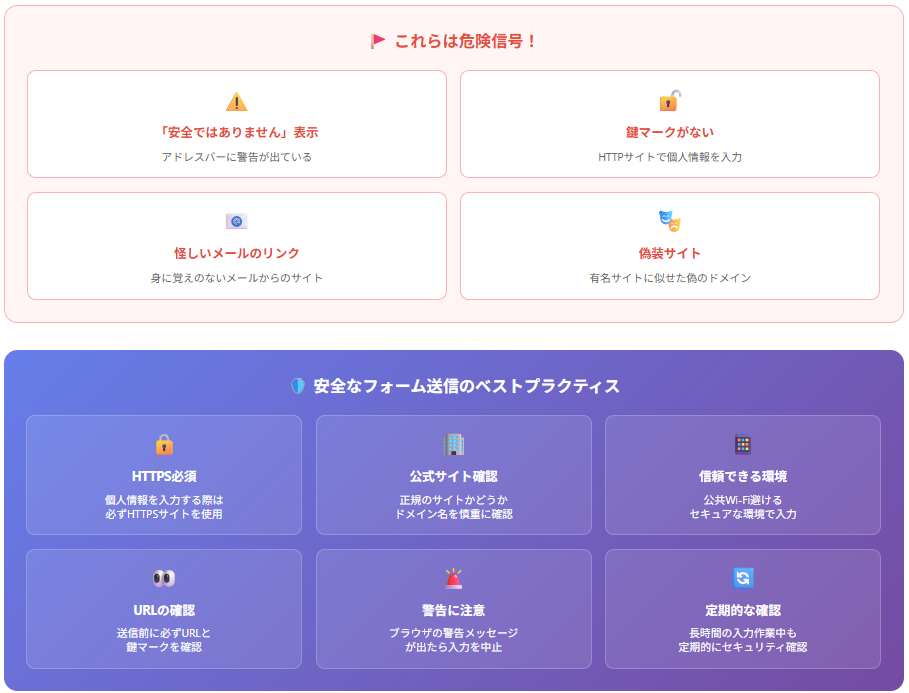 これらは危険信号！
「安全ではありません」表示
アドレスバーに警告が出ている
鍵マークがない
HTTPサイトで個人情報を入力
怪しいメールのリンク
身に覚えのないメールからのサイト
偽装サイト
有名サイトに似せた偽のドメイン
安全なフォーム送信のベストプラクティス
HTTPS必須
個人情報を入力する際は
必ずHTTPSサイトを使用
公式サイト確認
正規のサイトかどうか
ドメイン名を慎重に確認
信頼できる環境
公共Wi-Fi避ける
セキュアな環境で入力
URLの確認
送信前に必ずURLと
鍵マークを確認
警告に注意
ブラウザの警告メッセージ
が出たら入力を中止
定期的な確認
長時間の入力作業中も
定期的にセキュリティ確認